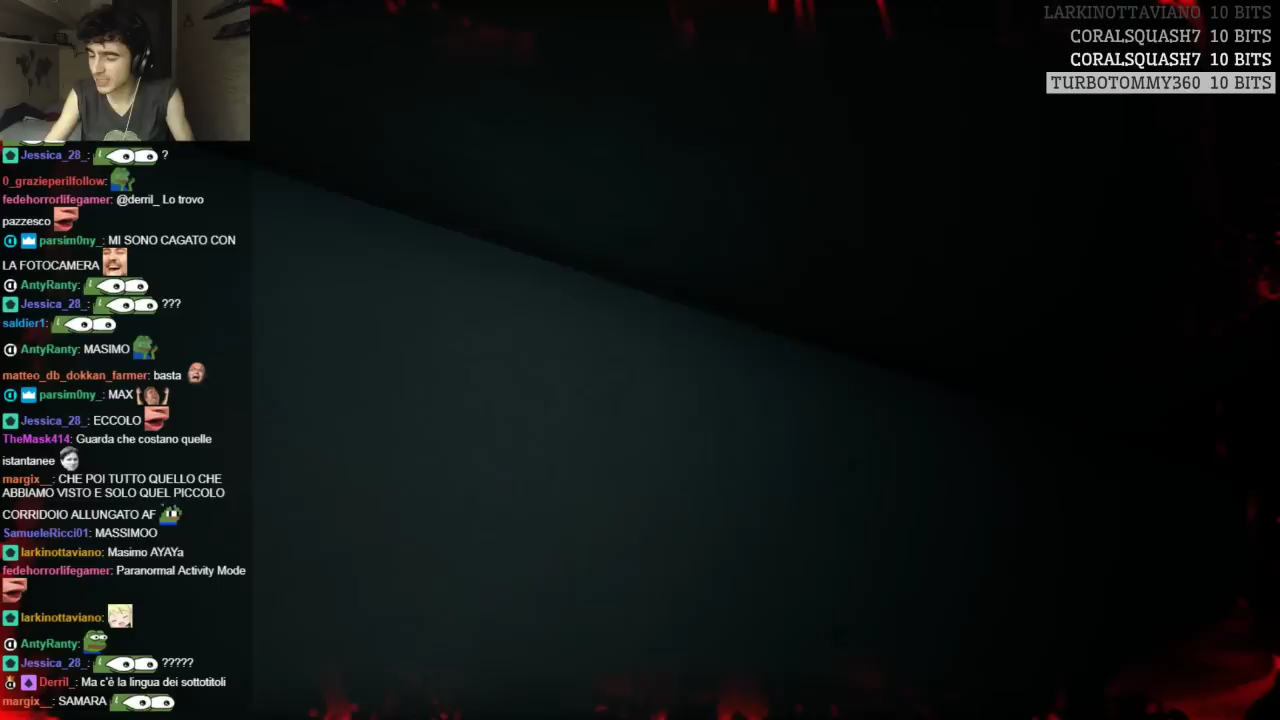 LARKINOTTAVIANO 10 BITS
CORALSQUASH7 10 BITS
CORALSQUASH7 10 BITS
TURBOTOMMY360 10 BITS
Jessica_28_: ?
0_grazieperilfollow:
fedehorrorlifegamer: @derril_ Lo trovo
pazzesco
parsim0ny_: MI SONO CAGATO CON
LA FOTOCAMERA
AntyRanty:
Jessica_28_: ???
saldier1:
AntyRanty: MASIMO
matteo_db_dokkan_farmer: basta
parsim0ny_: MAX
Jessica_28_: ECCOLO
TheMask414: Guarda che costano quelle
istantanee
margix__: CHE POI TUTTO QUELLO CHE
ABBIAMO VISTO E SOLO QUEL PICCOLO
CORRIDOIO ALLUNGATO AF
SamueleRicci01: MASSIMOO
larkinottaviano: Masimo AYAYa
fedehorrorlifegamer: Paranormal Activity Mode
larkinottaviano:
AntyRanty:
Jessica_28_: ?????
Derril_: Ma c'è la lingua dei sottotitoli
margix__: SAMARA